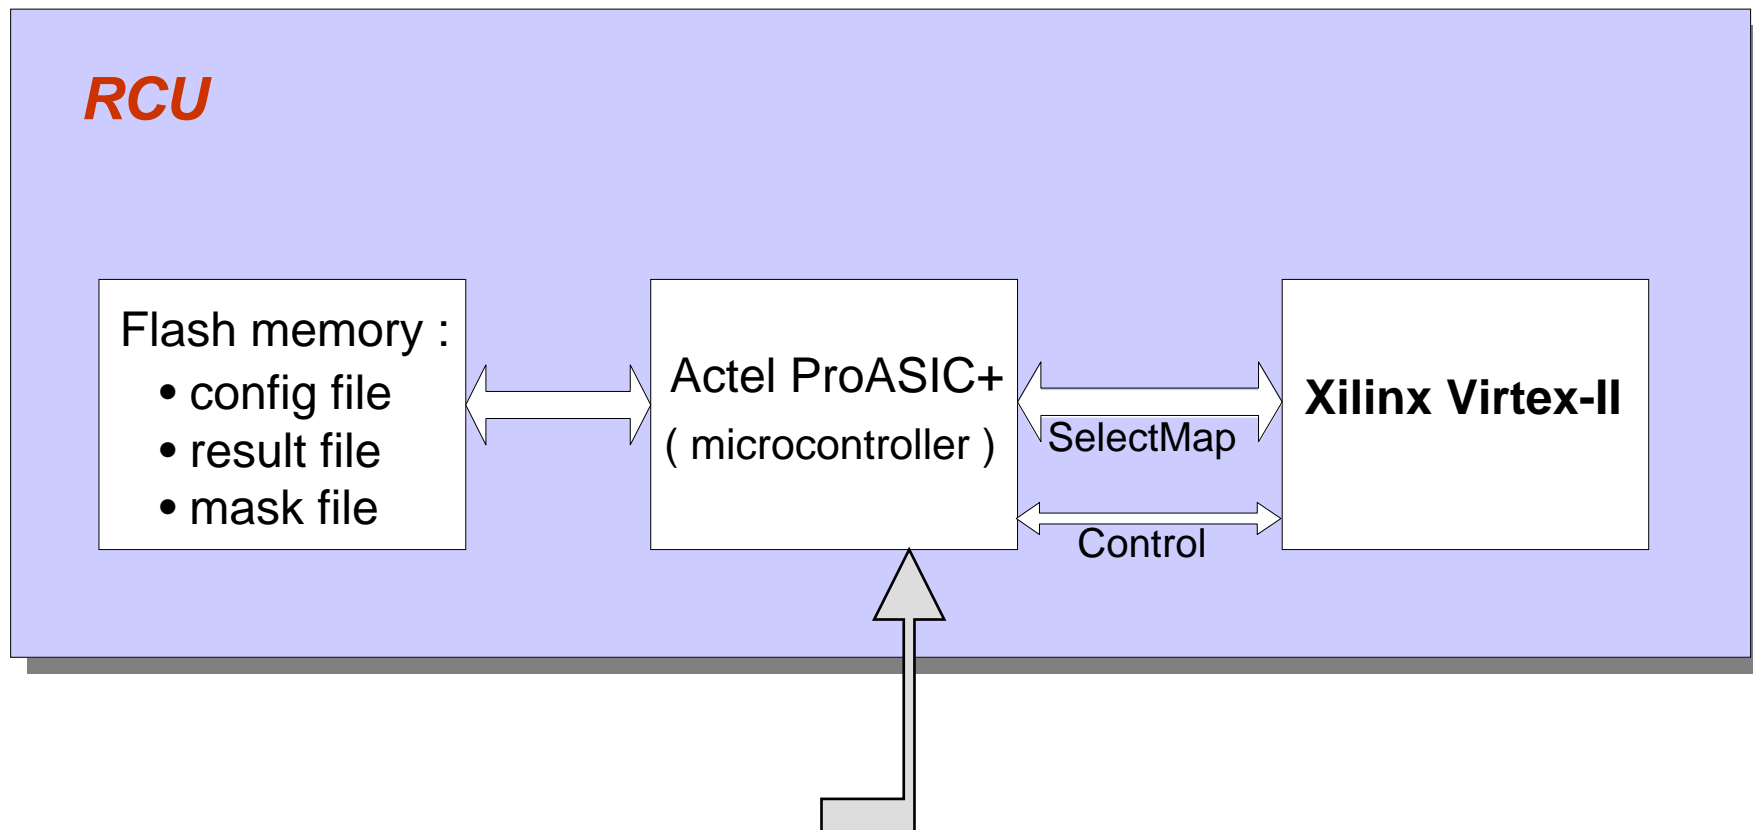 RCU
Flash memory :
• config file
• result file
• mask file
Actel ProASIC+
( microcontroller )
SelectMap
Control
Xilinx Virtex-II